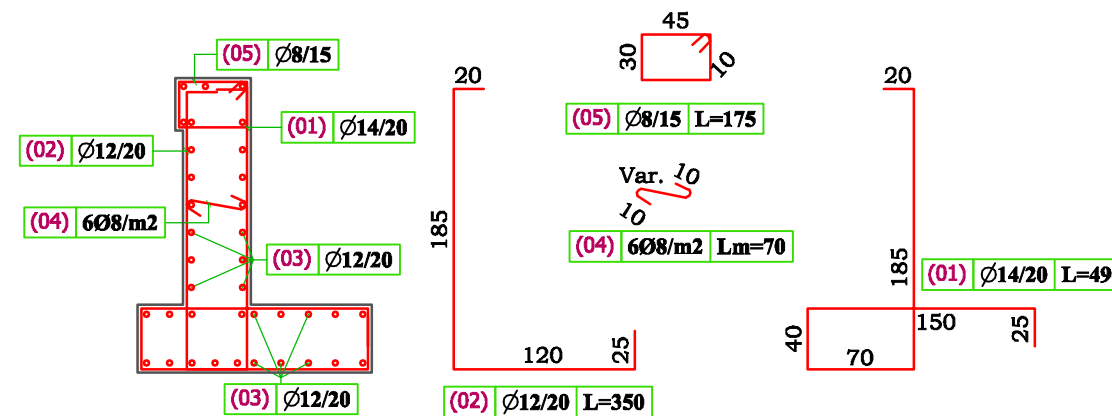 (05) Ø8/15
(01) Ø14/20
(02) Ø12/20
(04) 6Ø8/m2
(03) Ø12/20
(03) Ø12/20
20
185
120
25
(02) Ø12/20 L=350
45
30
10
(05) Ø8/15 L=175
Var. 10
10
(04) 6Ø8/m2 Lm=70
20
185
(01) Ø14/20 L=49
40
150
25
70